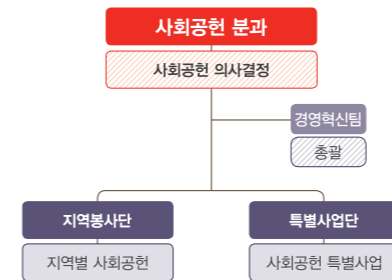 사회공헌 분과
사회공헌 의사결정
경영혁신팀
총괄
지역봉사단
지역별 사회공헌
특별사업단
사회공헌 특별사업